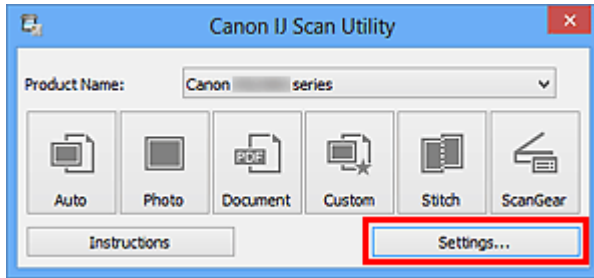 Canon IJ Scan Utility
Product Name:
Canon series
PDF
Auto Photo Document Custom Stitch ScanGear
Instructions Settings...